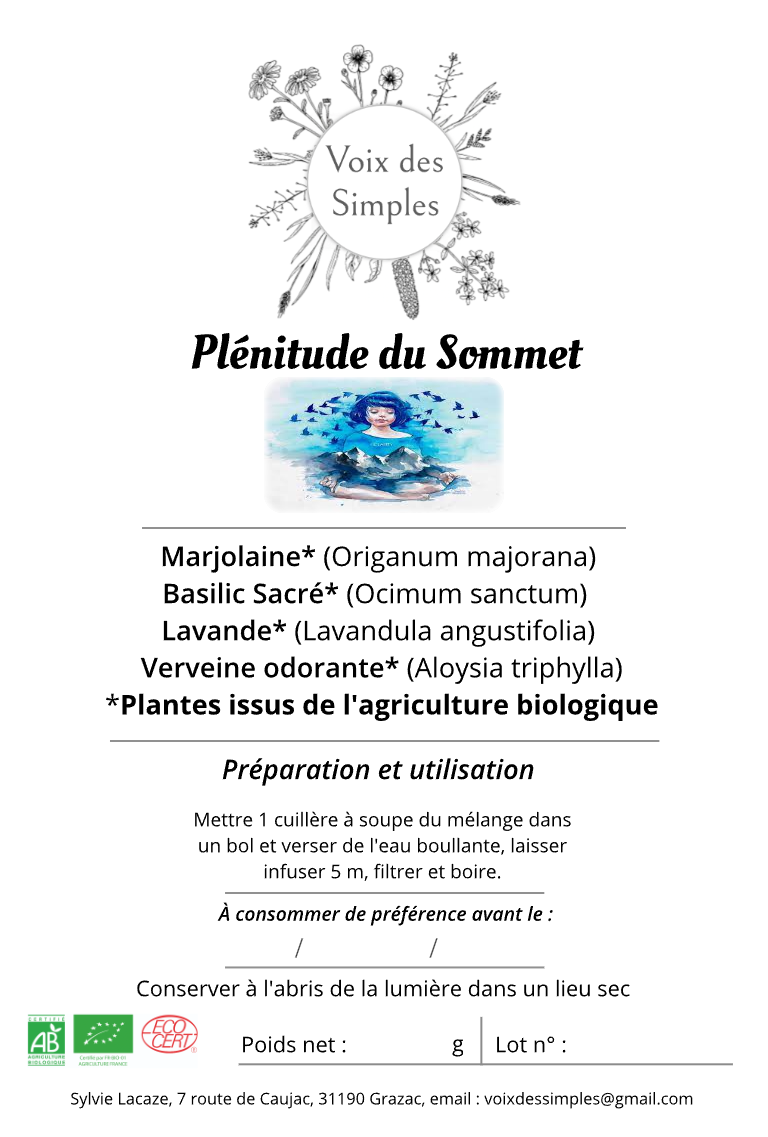 Voix des
Simples
Plénitude du Sommet
Marjolaine* (Origanum majorana)
Basilic Sacré* (Ocimum sanctum)
Lavande* (Lavandula angustifolia)
Verveine odorante* (Aloysia triphylla)
*Plantes issus de l'agriculture biologique
Préparation et utilisation
Mettre 1 cuillère à soupe du mélange dans
un bol et verser de l'eau boullante, laisser
infuser 5 m, filtrer et boire.
À consommer de préférence avant le :
/ /
Conserver à l'abris de la lumière dans un lieu sec
CERTIFIÉ
AB
AGRICULTURE
BIOLOGIQUE
Certifié par FR-BIO-01
AGRICULTURE FRANCE
ECO
CERT
®
Poids net : g Lot n° :
Sylvie Lacaze, 7 route de Caujac, 31190 Grazac, email : voixdessimples@gmail.com